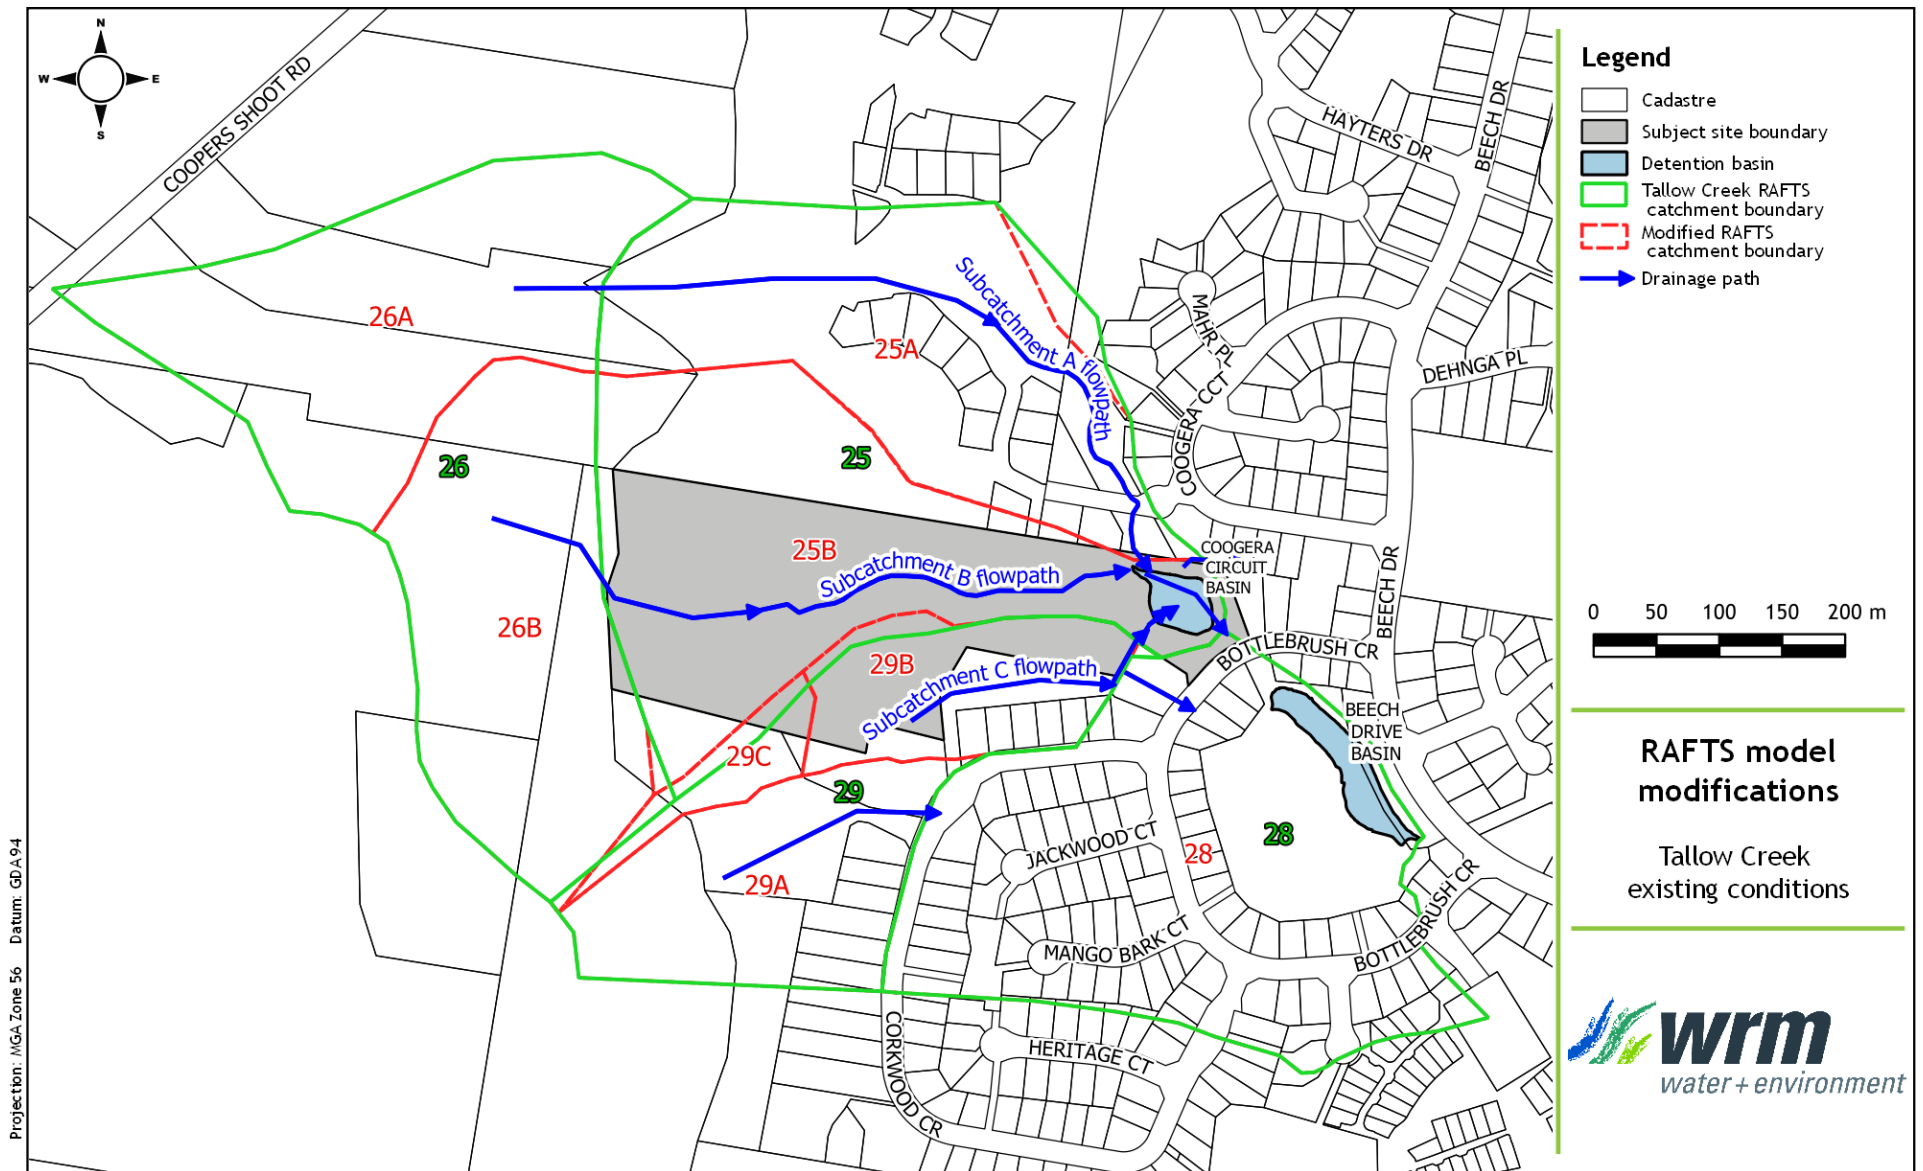 N
W
E
S
COOPERS SHOOT RD
HAYTERS DR
BEECH DR
MAHR PL
COOGERA CCT
DEHNGA PL
Subcatchment A flowpath
26A
25A
26
25
25B
Subcatchment B flowpath
COOGERA
CIRCUIT
BASIN
BEECH DR
26B
29B
BOTTLEBRUSH CR
Subcatchment C flowpath
BEECH
DRIVE
BASIN
29C
29
28
28
JACKWOOD CT
29A
MANGO BARK CT
BOTTLEBRUSH CR
CORKWOOD CR
HERITAGE CT
Projection: MGA Zone 56 Datum: GDA94
Legend
Cadastre
Subject site boundary
Detention basin
Tallow Creek RAFTS
catchment boundary
Modified RAFTS
catchment boundary
Drainage path
0 50 100 150 200 m
RAFTS model
modifications
Tallow Creek
existing conditions
wrm
water + environment